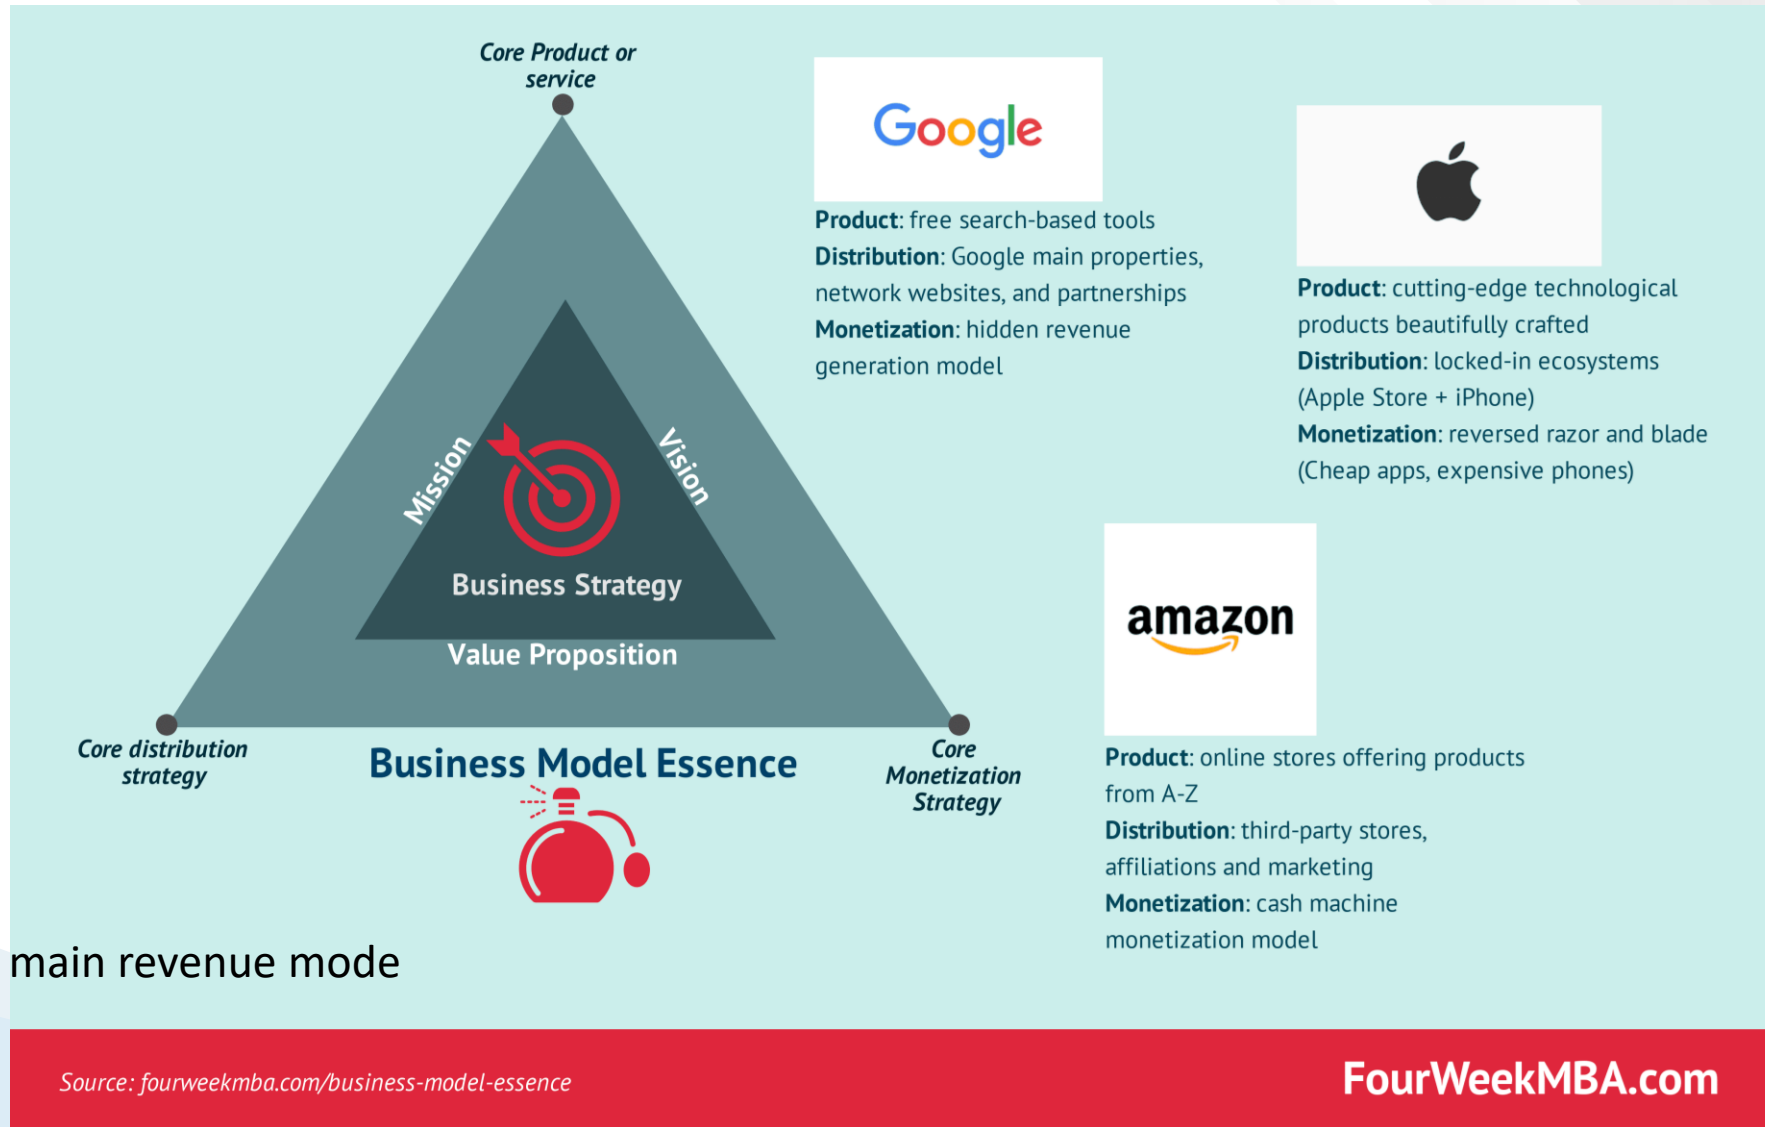 Core Product or
service
Mission
Vision
Business Strategy
Value Proposition
Core distribution
strategy
Business Model Essence
Core
Monetization
Strategy
Google
Product: free search-based tools
Distribution: Google main properties,
network websites, and partnerships
Monetization: hidden revenue
generation model
Product: cutting-edge technological
products beautifully crafted
Distribution: locked-in ecosystems
(Apple Store + iPhone)
Monetization: reversed razor and blade
(Cheap apps, expensive phones)
amazon
Product: online stores offering products
from A-Z
Distribution: third-party stores,
affiliations and marketing
Monetization: cash machine
monetization model
main revenue mode
Source: fourweekmba.com/business-model-essence
FourWeekMBA.com